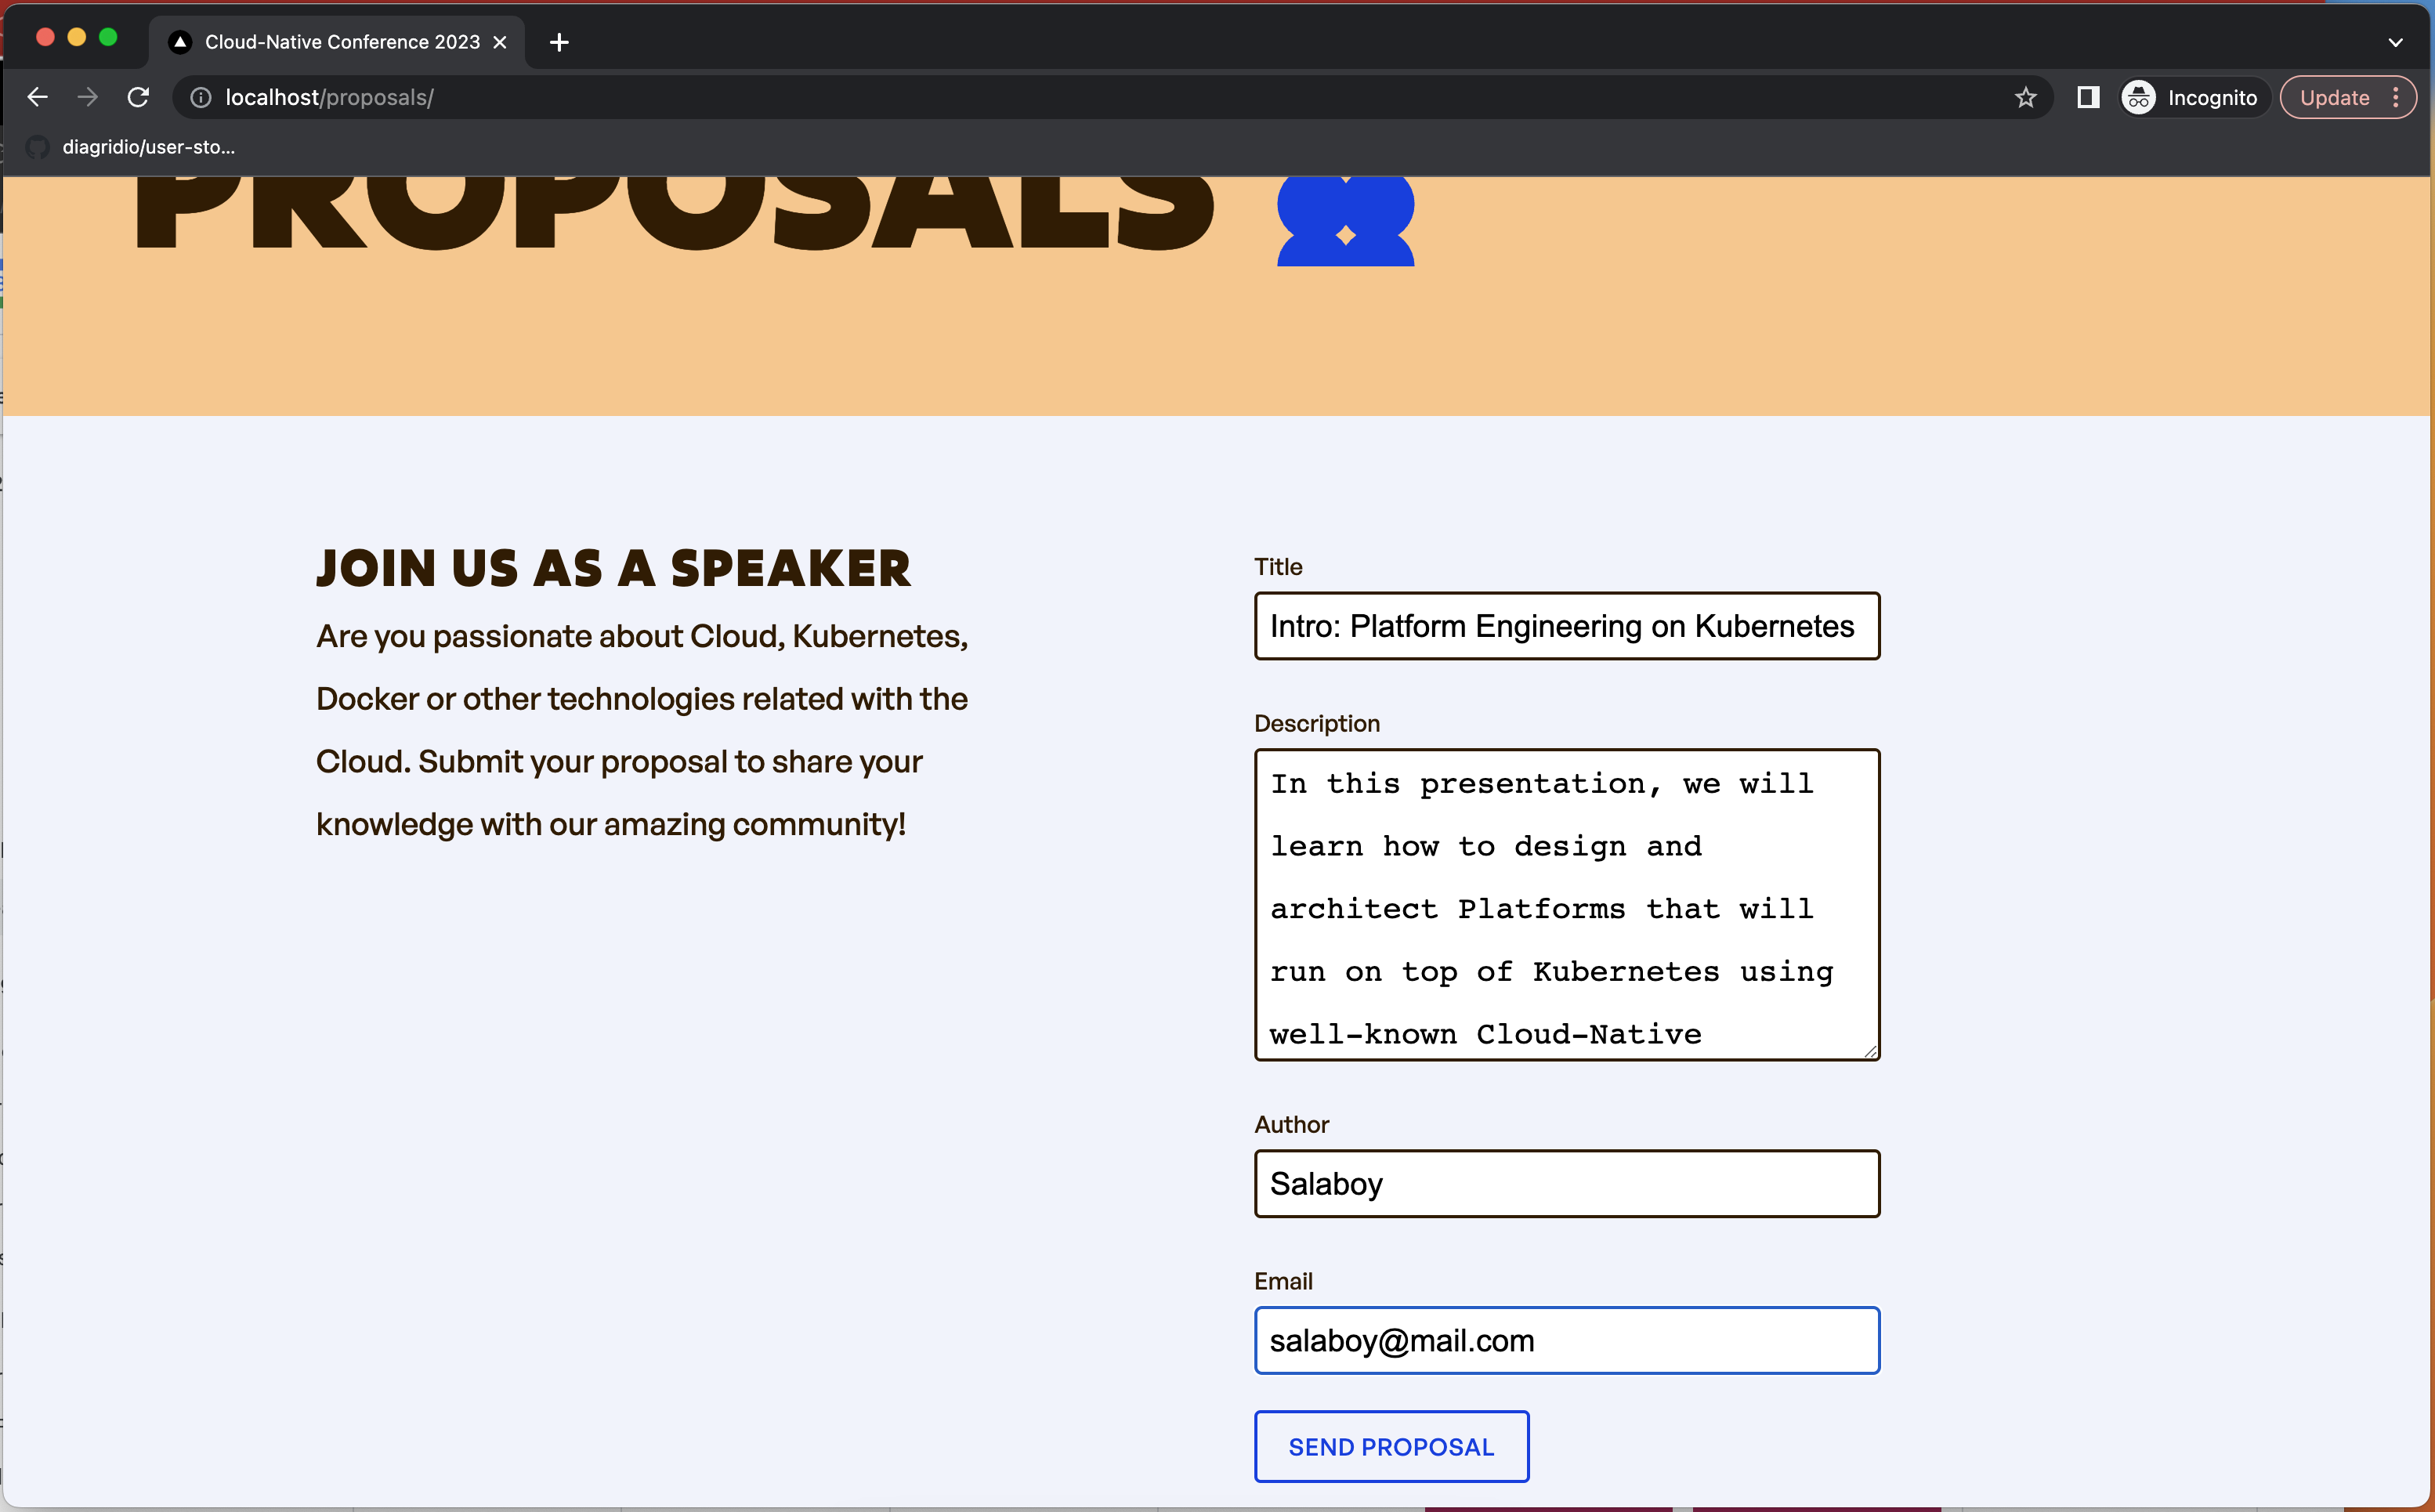 Cloud-Native Conference 2023
localhost/proposals/
Incognito
Update
diagridio/user-sto...
PROPOSALS
JOIN US AS A SPEAKER
Are you passionate about Cloud, Kubernetes,
Docker or other technologies related with the
Cloud. Submit your proposal to share your
knowledge with our amazing community!
Title
Intro: Platform Engineering on Kubernetes
Description
In this presentation, we will
learn how to design and
architect Platforms that will
run on top of Kubernetes using
well-known Cloud-Native
Author
Salaboy
Email
salaboy@mail.com
SEND PROPOSAL